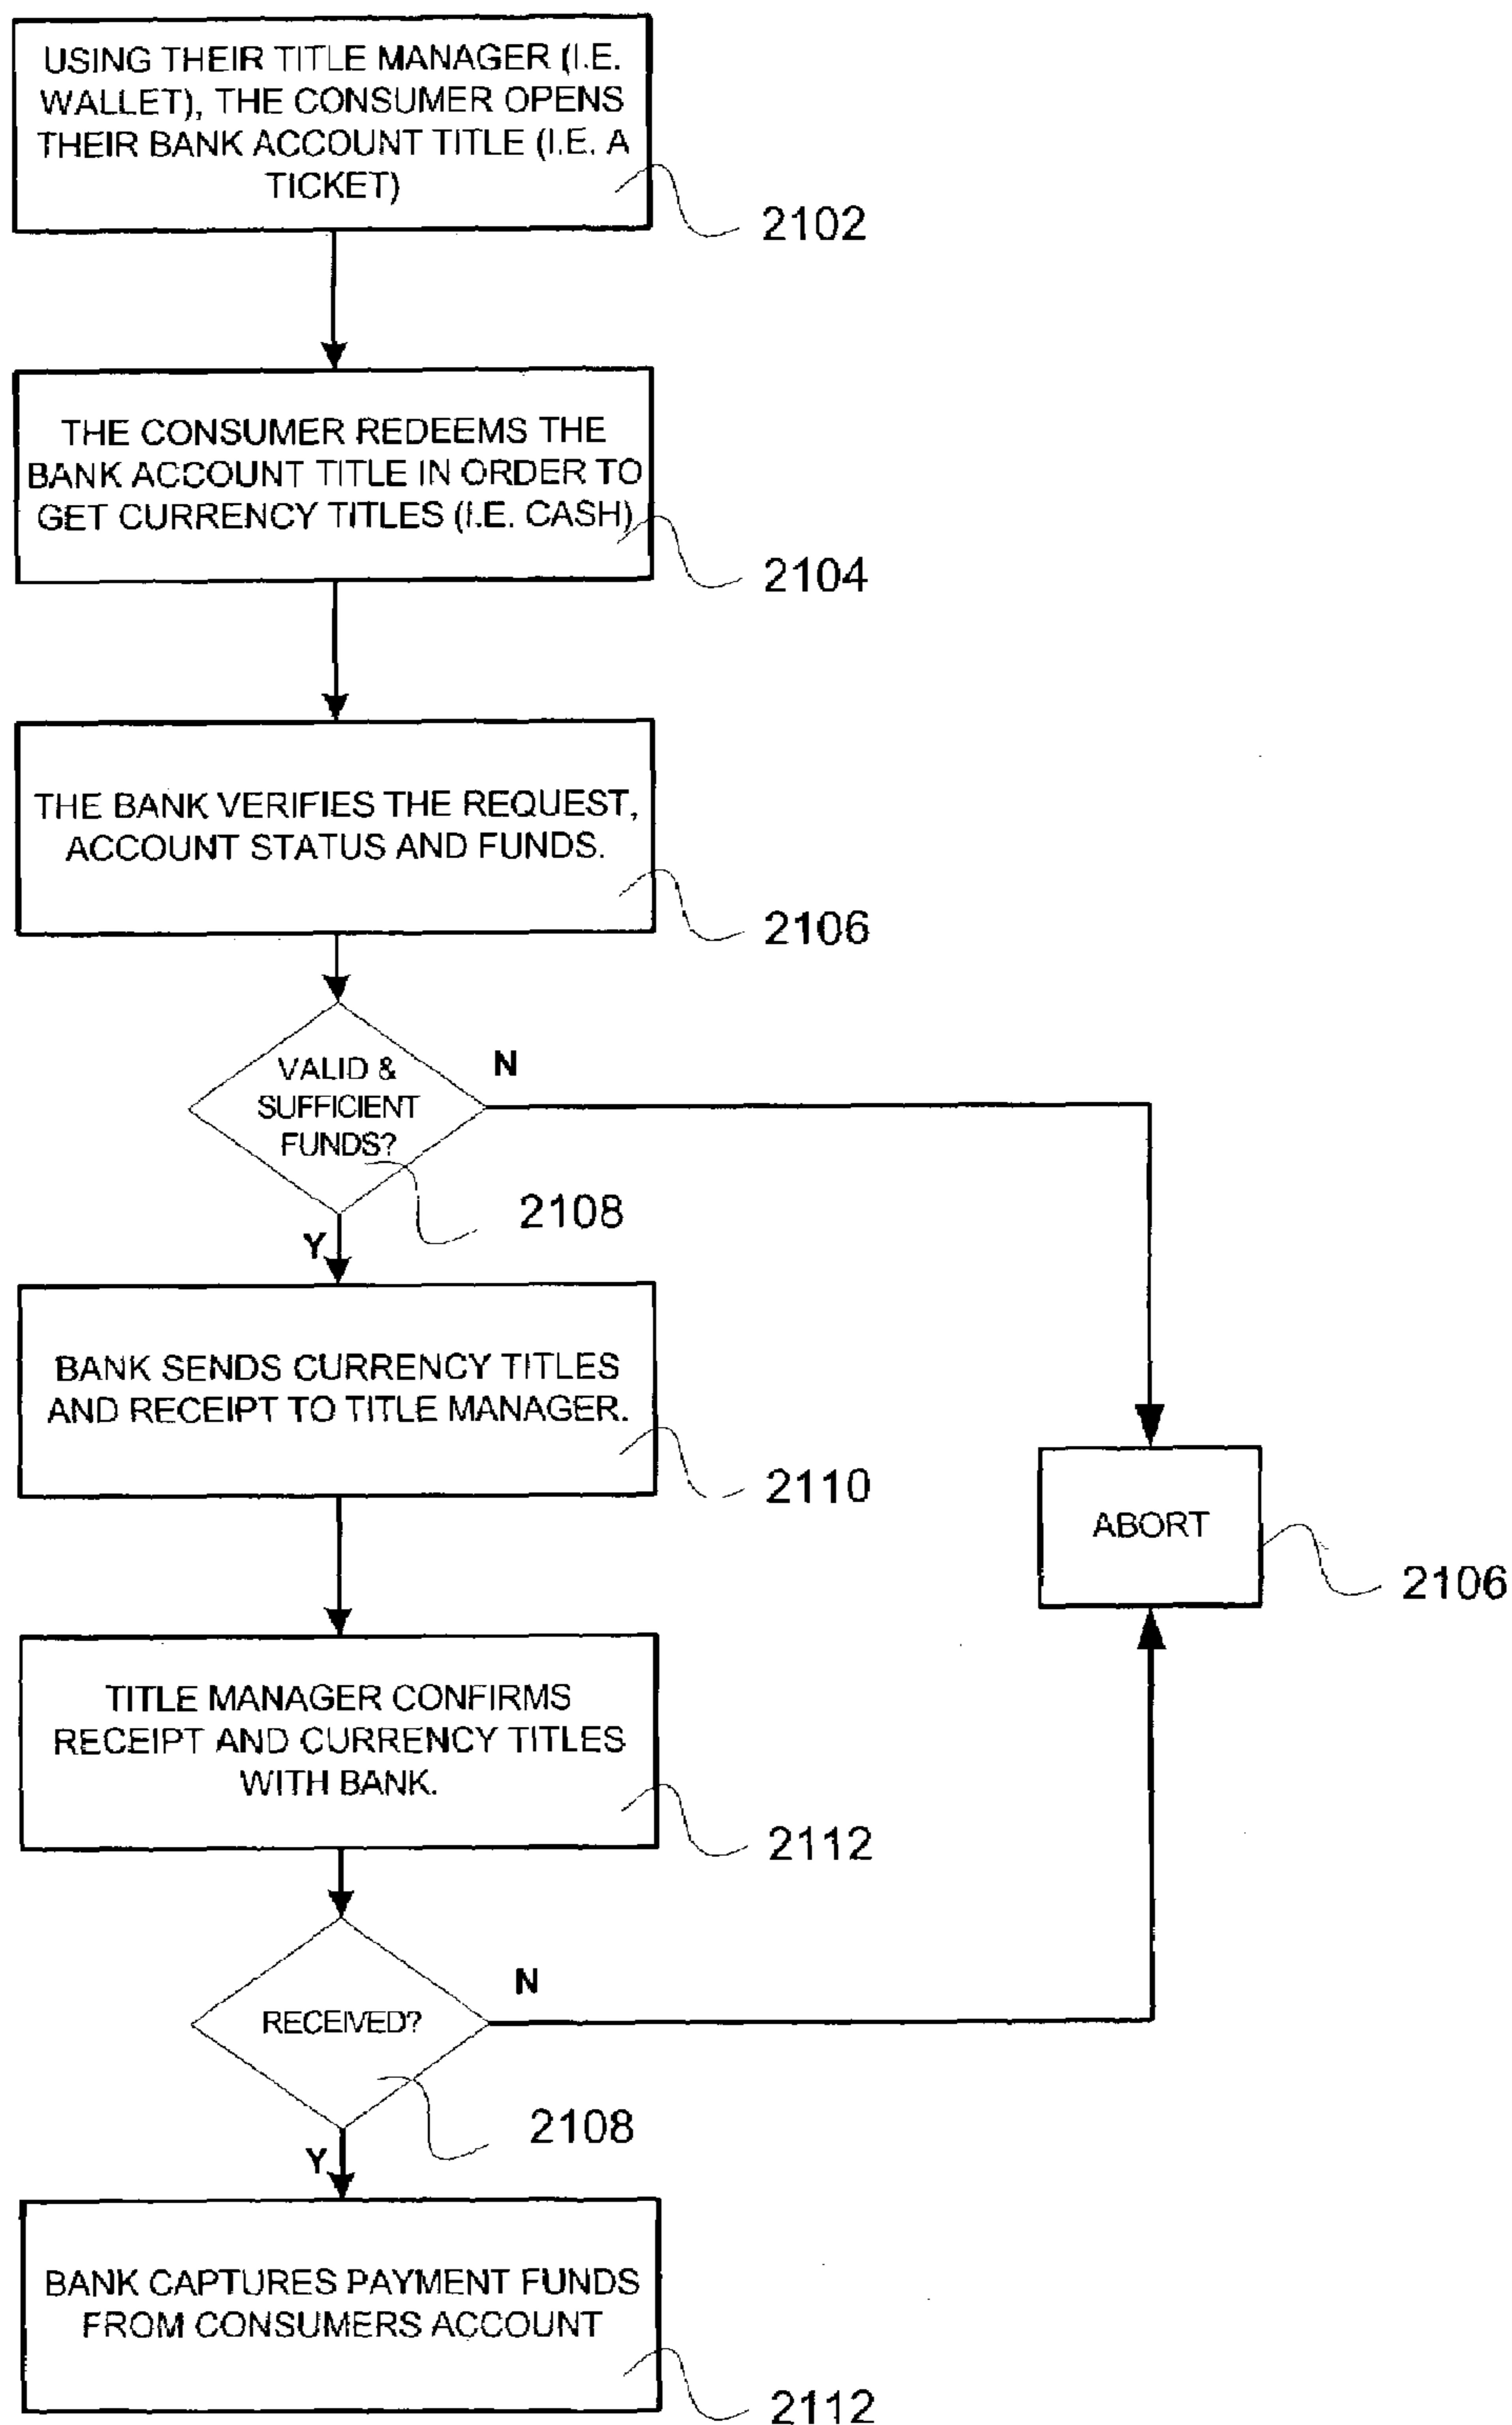 USING THEIR TITLE MANAGER (I.E.
WALLET), THE CONSUMER OPENS
THEIR BANK ACCOUNT TITLE (I.E. A
TICKET)
2102
THE CONSUMER REDEEMS THE
BANK ACCOUNT TITLE IN ORDER TO
GET CURRENCY TITLES (I.E. CASH)
2104
THE BANK VERIFIES THE REQUEST,
ACCOUNT STATUS AND FUNDS.
2106
VALID &
SUFFICIENT
FUNDS?
N
2108
Y
BANK SENDS CURRENCY TITLES
AND RECEIPT TO TITLE MANAGER.
2110
ABORT
2106
TITLE MANAGER CONFIRMS
RECEIPT AND CURRENCY TITLES
WITH BANK.
2112
RECEIVED?
N
2108
Y
BANK CAPTURES PAYMENT FUNDS
FROM CONSUMERS ACCOUNT
2112